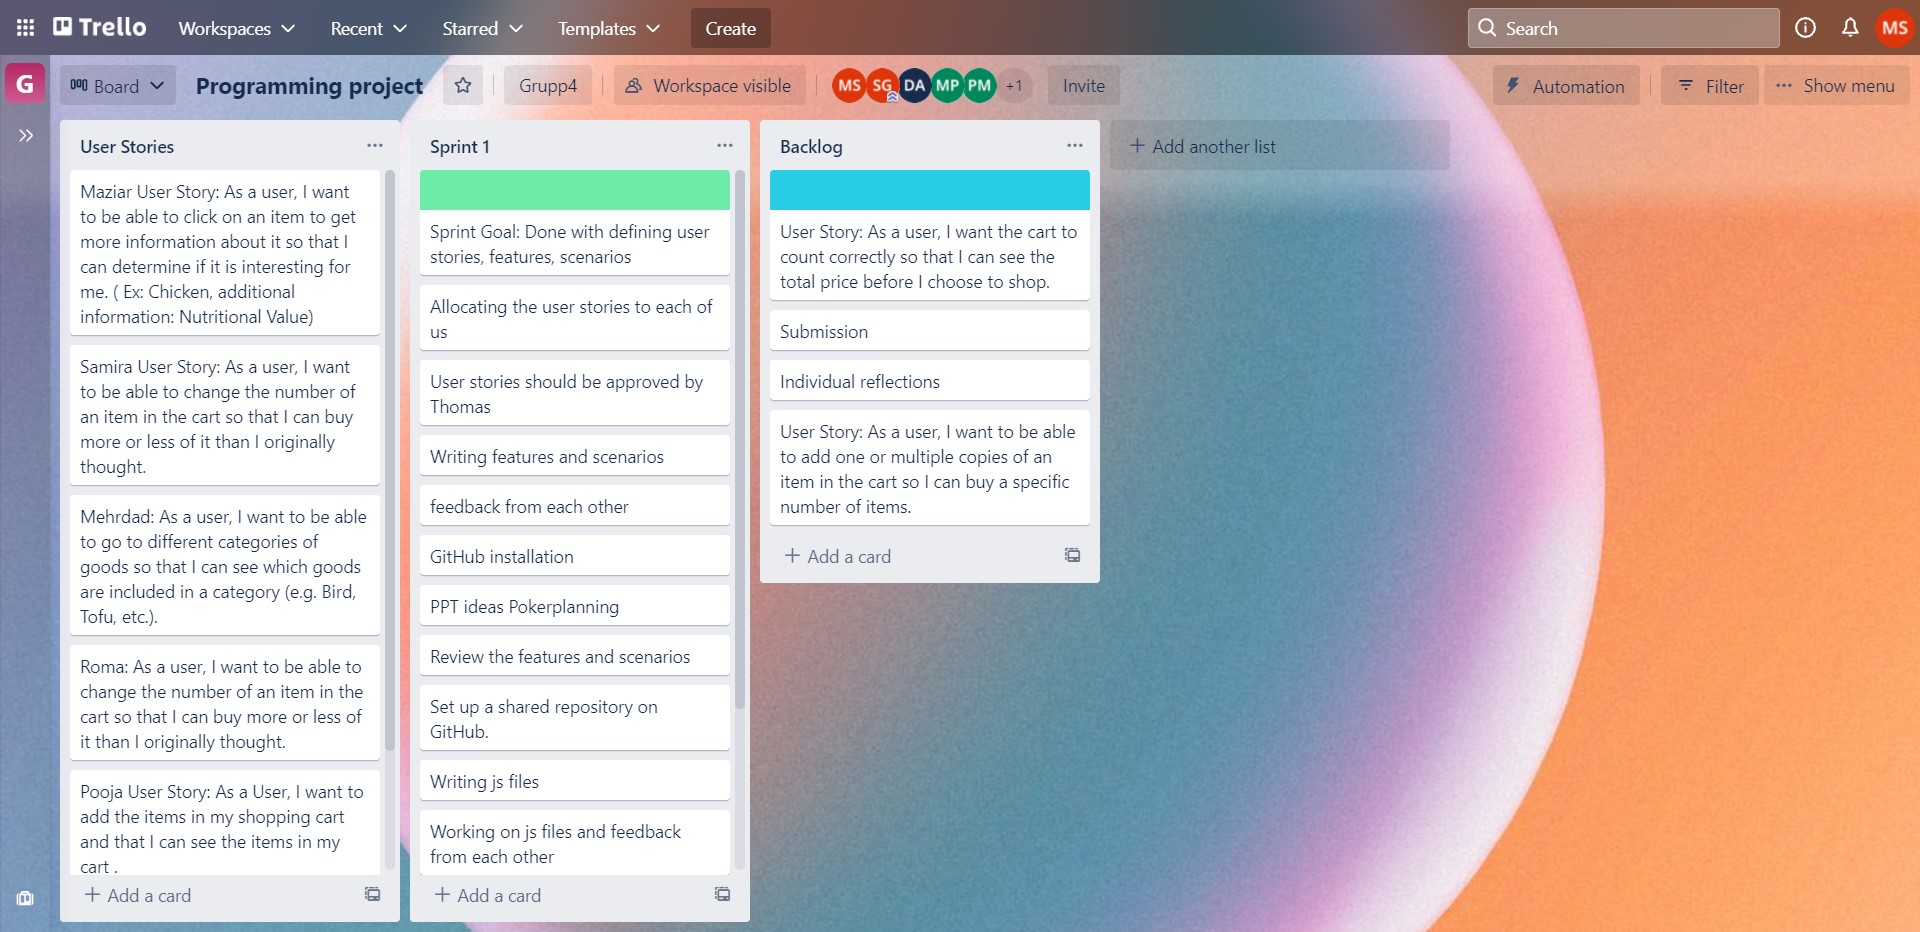 Trello
Workspaces
Recent
Starred
Templates
Create
Search
MS
G
Board
Programming project
Grupp4
Workspace visible
MS
SG
DA
MP
PM
+1
Invite
Automation
Filter
Show menu
User Stories
Maziar User Story: As a user, I want
to be able to click on an item to get
more information about it so that I
can determine if it is interesting for
me. ( Ex: Chicken, additional
information: Nutritional Value)
Samira User Story: As a user, I want
to be able to change the number of
an item in the cart so that I can buy
more or less of it than I originally
thought.
Mehrdad: As a user, I want to be able
to go to different categories of
goods so that I can see which goods
are included in a category (e.g. Bird,
Tofu, etc.).
Roma: As a user, I want to be able to
change the number of an item in the
cart so that I can buy more or less of
it than I originally thought.
Pooja User Story: As a User, I want to
add the items in my shopping cart
and that I can see the items in my
cart .
+ Add a card
Sprint 1
Sprint Goal: Done with defining user
stories, features, scenarios
Allocating the user stories to each of
us
User stories should be approved by
Thomas
Writing features and scenarios
feedback from each other
GitHub installation
PPT ideas Pokerplanning
Review the features and scenarios
Set up a shared repository on
GitHub.
Writing js files
Working on js files and feedback
from each other
+ Add a card
Backlog
User Story: As a user, I want the cart to
count correctly so that I can see the
total price before I choose to shop.
Submission
Individual reflections
User Story: As a user, I want to be able
to add one or multiple copies of an
item in the cart so I can buy a specific
number of items.
+ Add a card
+ Add another list